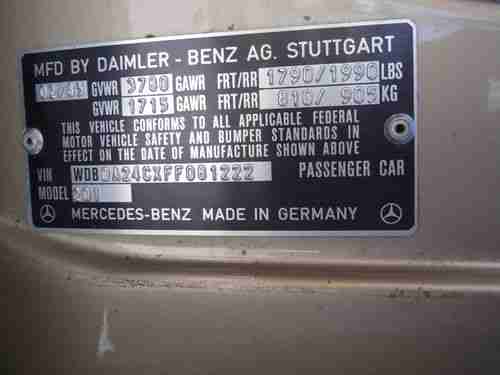 MFD BY DAIMLER - BENZ AG. STUTTGART
GVWR 3780 GAWR FRT/RR 1790/1990 LBS
GVWR 1715 GAWR FRT/RR 810/ 905 KG
THIS VEHICLE CONFORMS TO ALL APPLICABLE FEDERAL
MOTOR VEHICLE SAFETY AND BUMPER STANDARDS IN
EFFECT ON THE DATE OF MANUFACTURE SHOWN ABOVE
VIN WDBDA24CXFF081222 PASSENGER CAR
MODEL 201
MERCEDES-BENZ MADE IN GERMANY